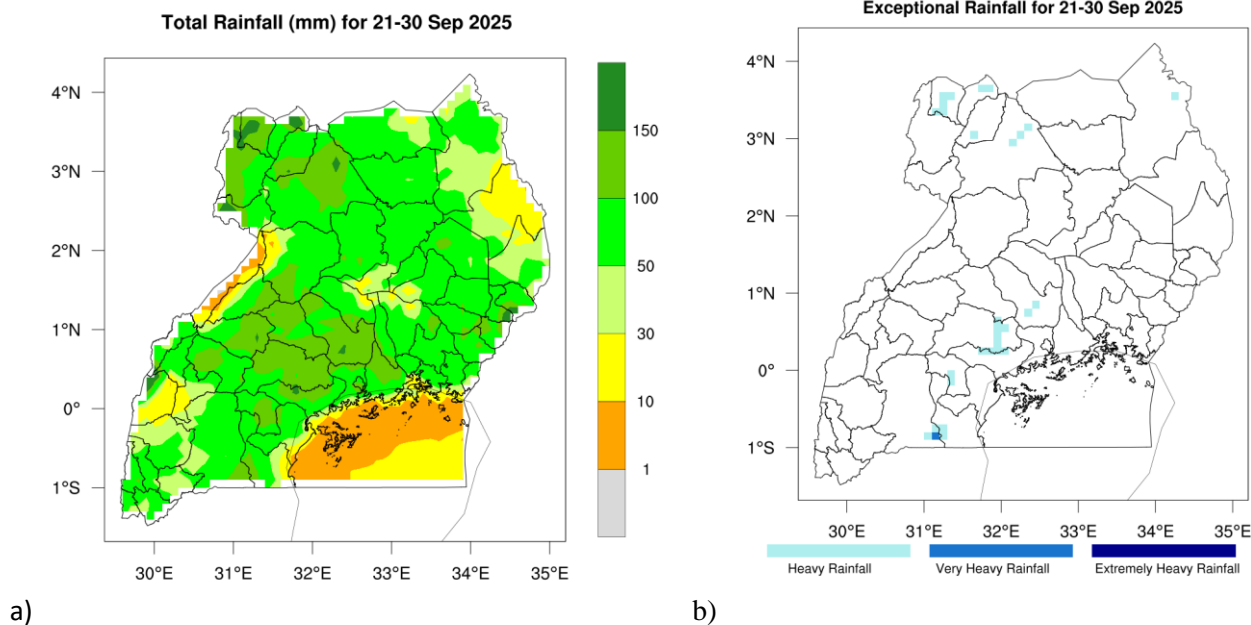 Total Rainfall (mm) for 21-30 Sep 2025
4°N
3°N
2°N
1°N
0°
1°S
30°E 31°E 32°E 33°E 34°E 35°E
150
100
50
30
10
1
a)
Exceptional Rainfall for 21-30 Sep 2025
4°N
3°N
2°N
1°N
0°
1°S
30°E 31°E 32°E 33°E 34°E 35°E
Heavy Rainfall Very Heavy Rainfall Extremely Heavy Rainfall
b)